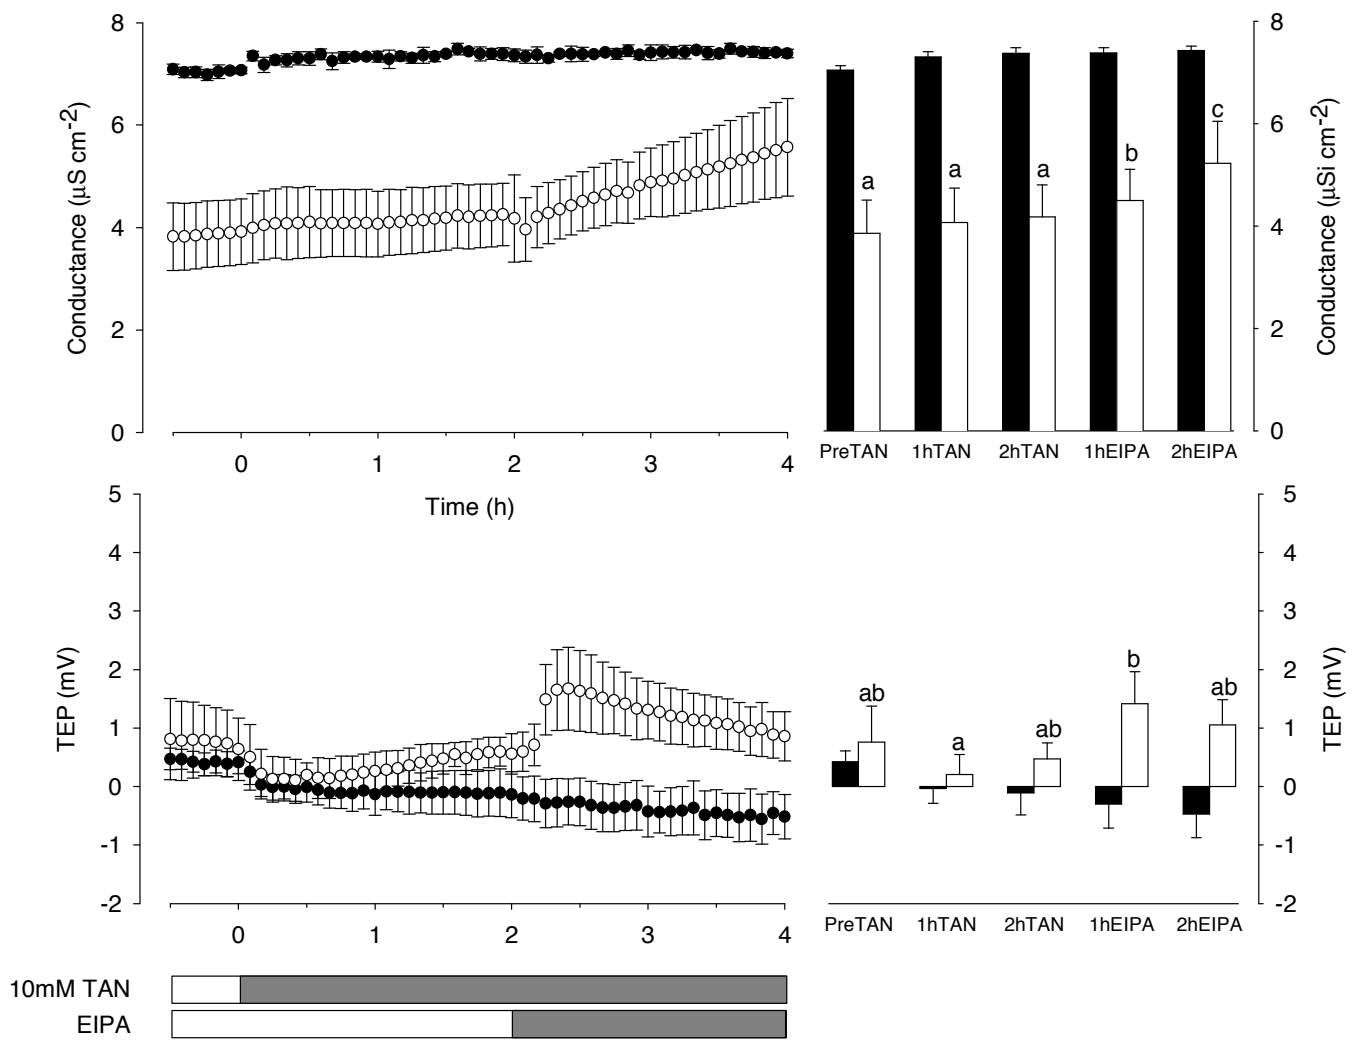 8
6
4
2
0
Conductance (μS cm-2)
0
1
2
3
4
Time (h)
a
a
a
b
c
PreTAN
1hTAN
2hTAN
1hEIPA
2hEIPA
8
6
4
2
0
Conductance (μSi cm-2)
5
4
3
2
1
0
-1
-2
TEP (mV)
0
1
2
3
4
ab
a
ab
b
ab
PreTAN
1hTAN
2hTAN
1hEIPA
2hEIPA
5
4
3
2
1
0
-1
-2
TEP (mV)
10mM TAN
EIPA